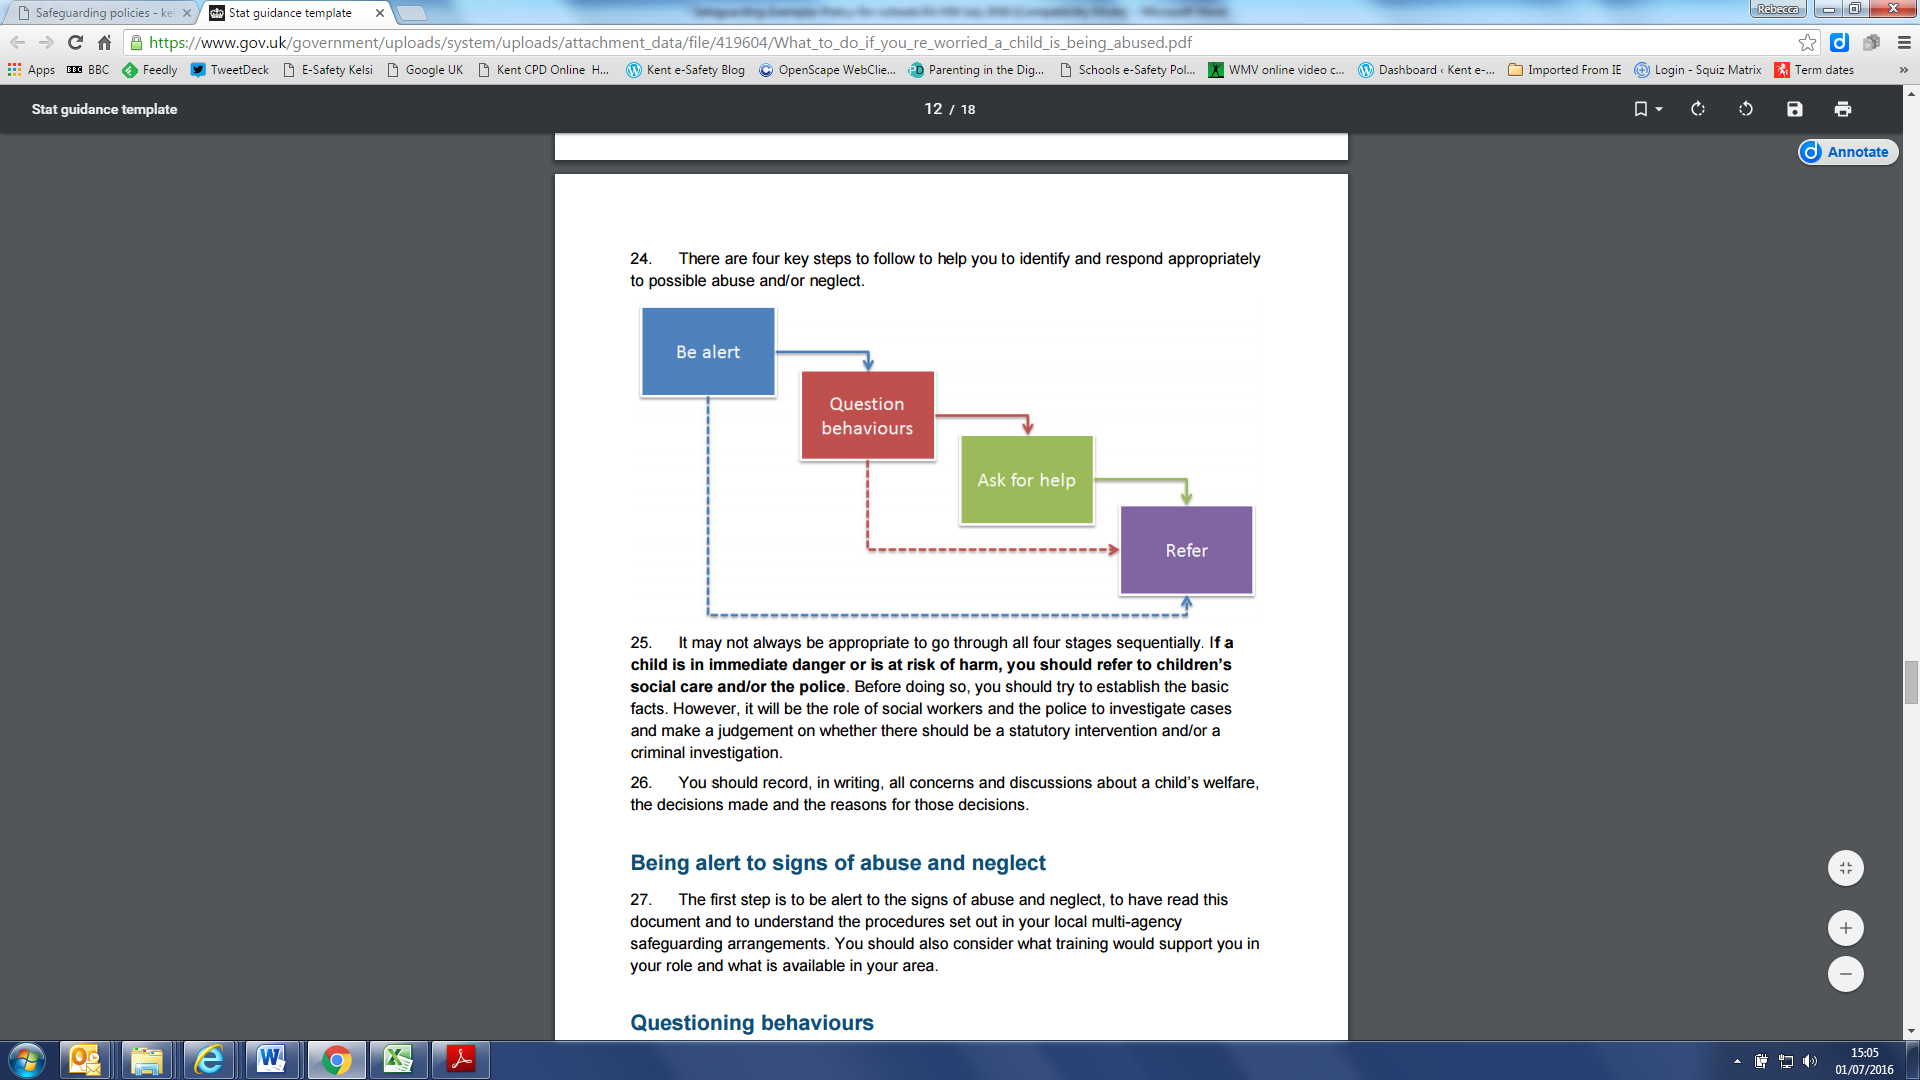 Safeguarding policies - kel
Stat guidance template
Rebecca
https://www.gov.uk/government/uploads/system/uploads/attachment_data/file/419604/What_to_do_if_you_re_worried_a_child_is_being_abused.pdf
Apps BBC BBC Feedly TweetDeck E-Safety Kelsi Google UK Kent CPD Online H... Kent e-Safety Blog OpenScape WebClie... Parenting in the Dig... Schools e-Safety Pol... WMV online video c... Dashboard ‹ Kent e-... Imported From IE Login - Squiz Matrix Term dates »
Stat guidance template
12 / 18
Annotate
24. There are four key steps to follow to help you to identify and respond appropriately
to possible abuse and/or neglect.
Be alert
Question
behaviours
Ask for help
Refer
25. It may not always be appropriate to go through all four stages sequentially. If a
child is in immediate danger or is at risk of harm, you should refer to children’s
social care and/or the police. Before doing so, you should try to establish the basic
facts. However, it will be the role of social workers and the police to investigate cases
and make a judgement on whether there should be a statutory intervention and/or a
criminal investigation.
26. You should record, in writing, all concerns and discussions about a child’s welfare,
the decisions made and the reasons for those decisions.
Being alert to signs of abuse and neglect
27. The first step is to be alert to the signs of abuse and neglect, to have read this
document and to understand the procedures set out in your local multi-agency
safeguarding arrangements. You should also consider what training would support you in
your role and what is available in your area.
Questioning behaviours
15:05
01/07/2016